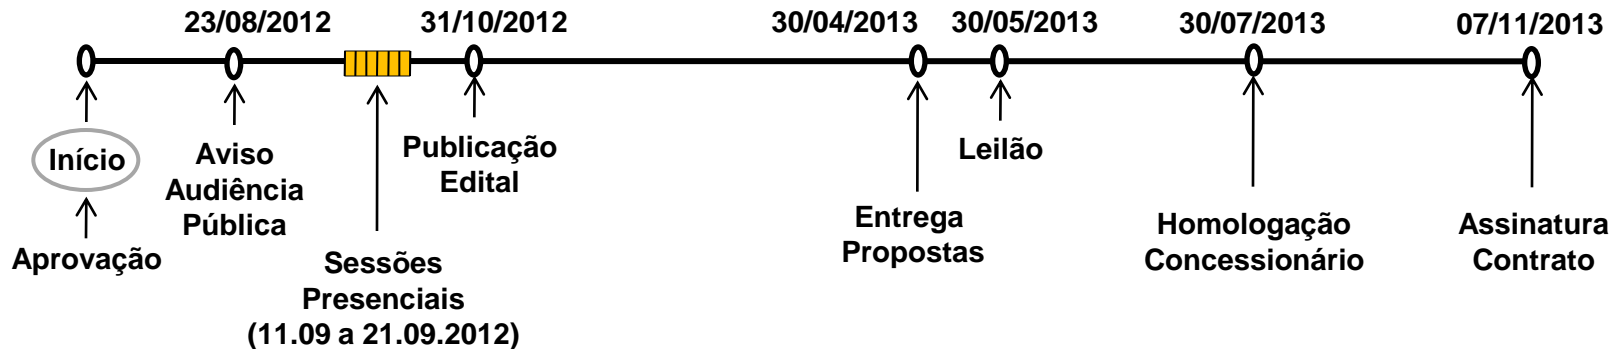 23/08/2012
31/10/2012
30/04/2013
30/05/2013
30/07/2013
07/11/2013
Início
Aprovação
Aviso
Audiência
Pública
Sessões
Presenciais
(11.09 a 21.09.2012)
Publicação
Edital
Entrega
Propostas
Leilão
Homologação
Concessionário
Assinatura
Contrato